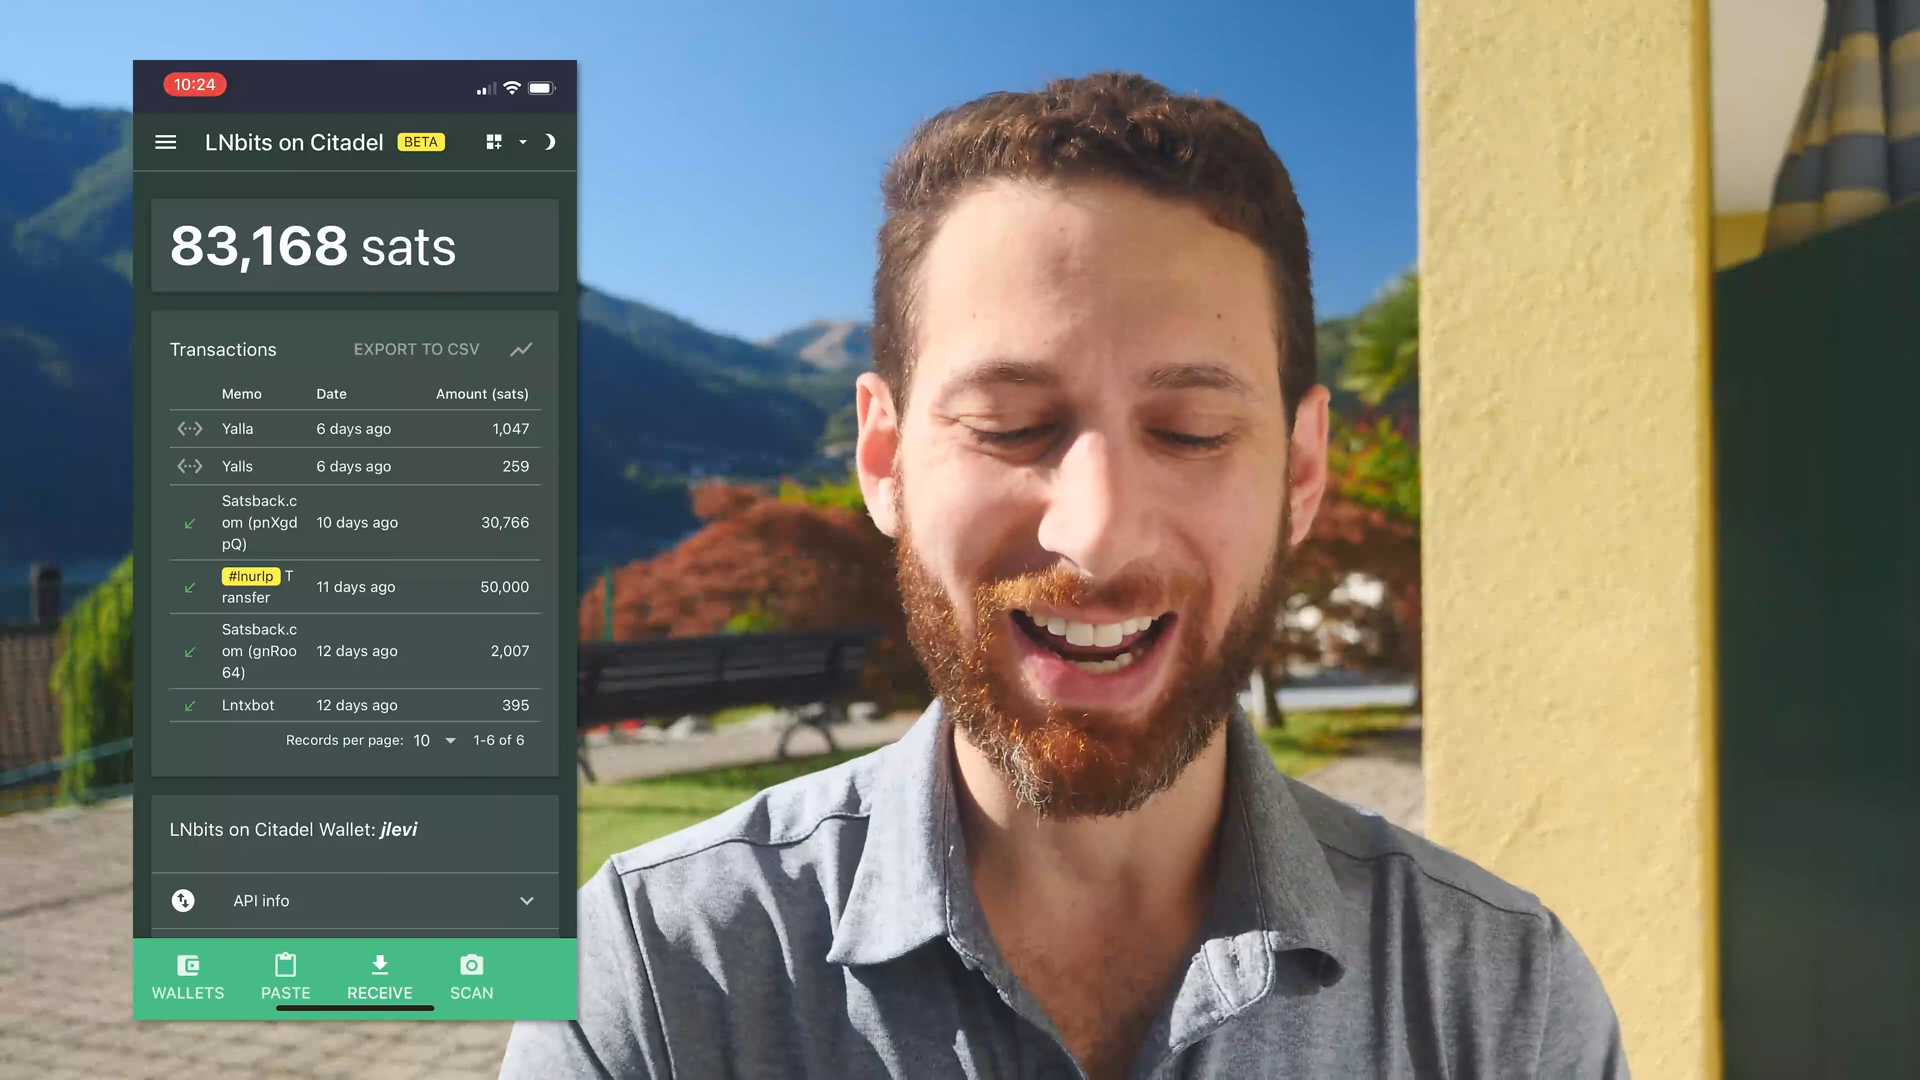 10:24
LNbits on Citadel BETA
83,168 sats
Transactions EXPORT TO CSV
Memo Date Amount (sats)
Yalla 6 days ago 1,047
Yalls 6 days ago 259
Satsback.c
om (pnXgd 10 days ago 30,766
pQ)
#lnurlp T
ransfer 11 days ago 50,000
Satsback.c
om (gnRoo 12 days ago 2,007
64)
Lntxbot 12 days ago 395
Records per page: 10 1-6 of 6
LNbits on Citadel Wallet: jlevi
API info
WALLETS PASTE RECEIVE SCAN